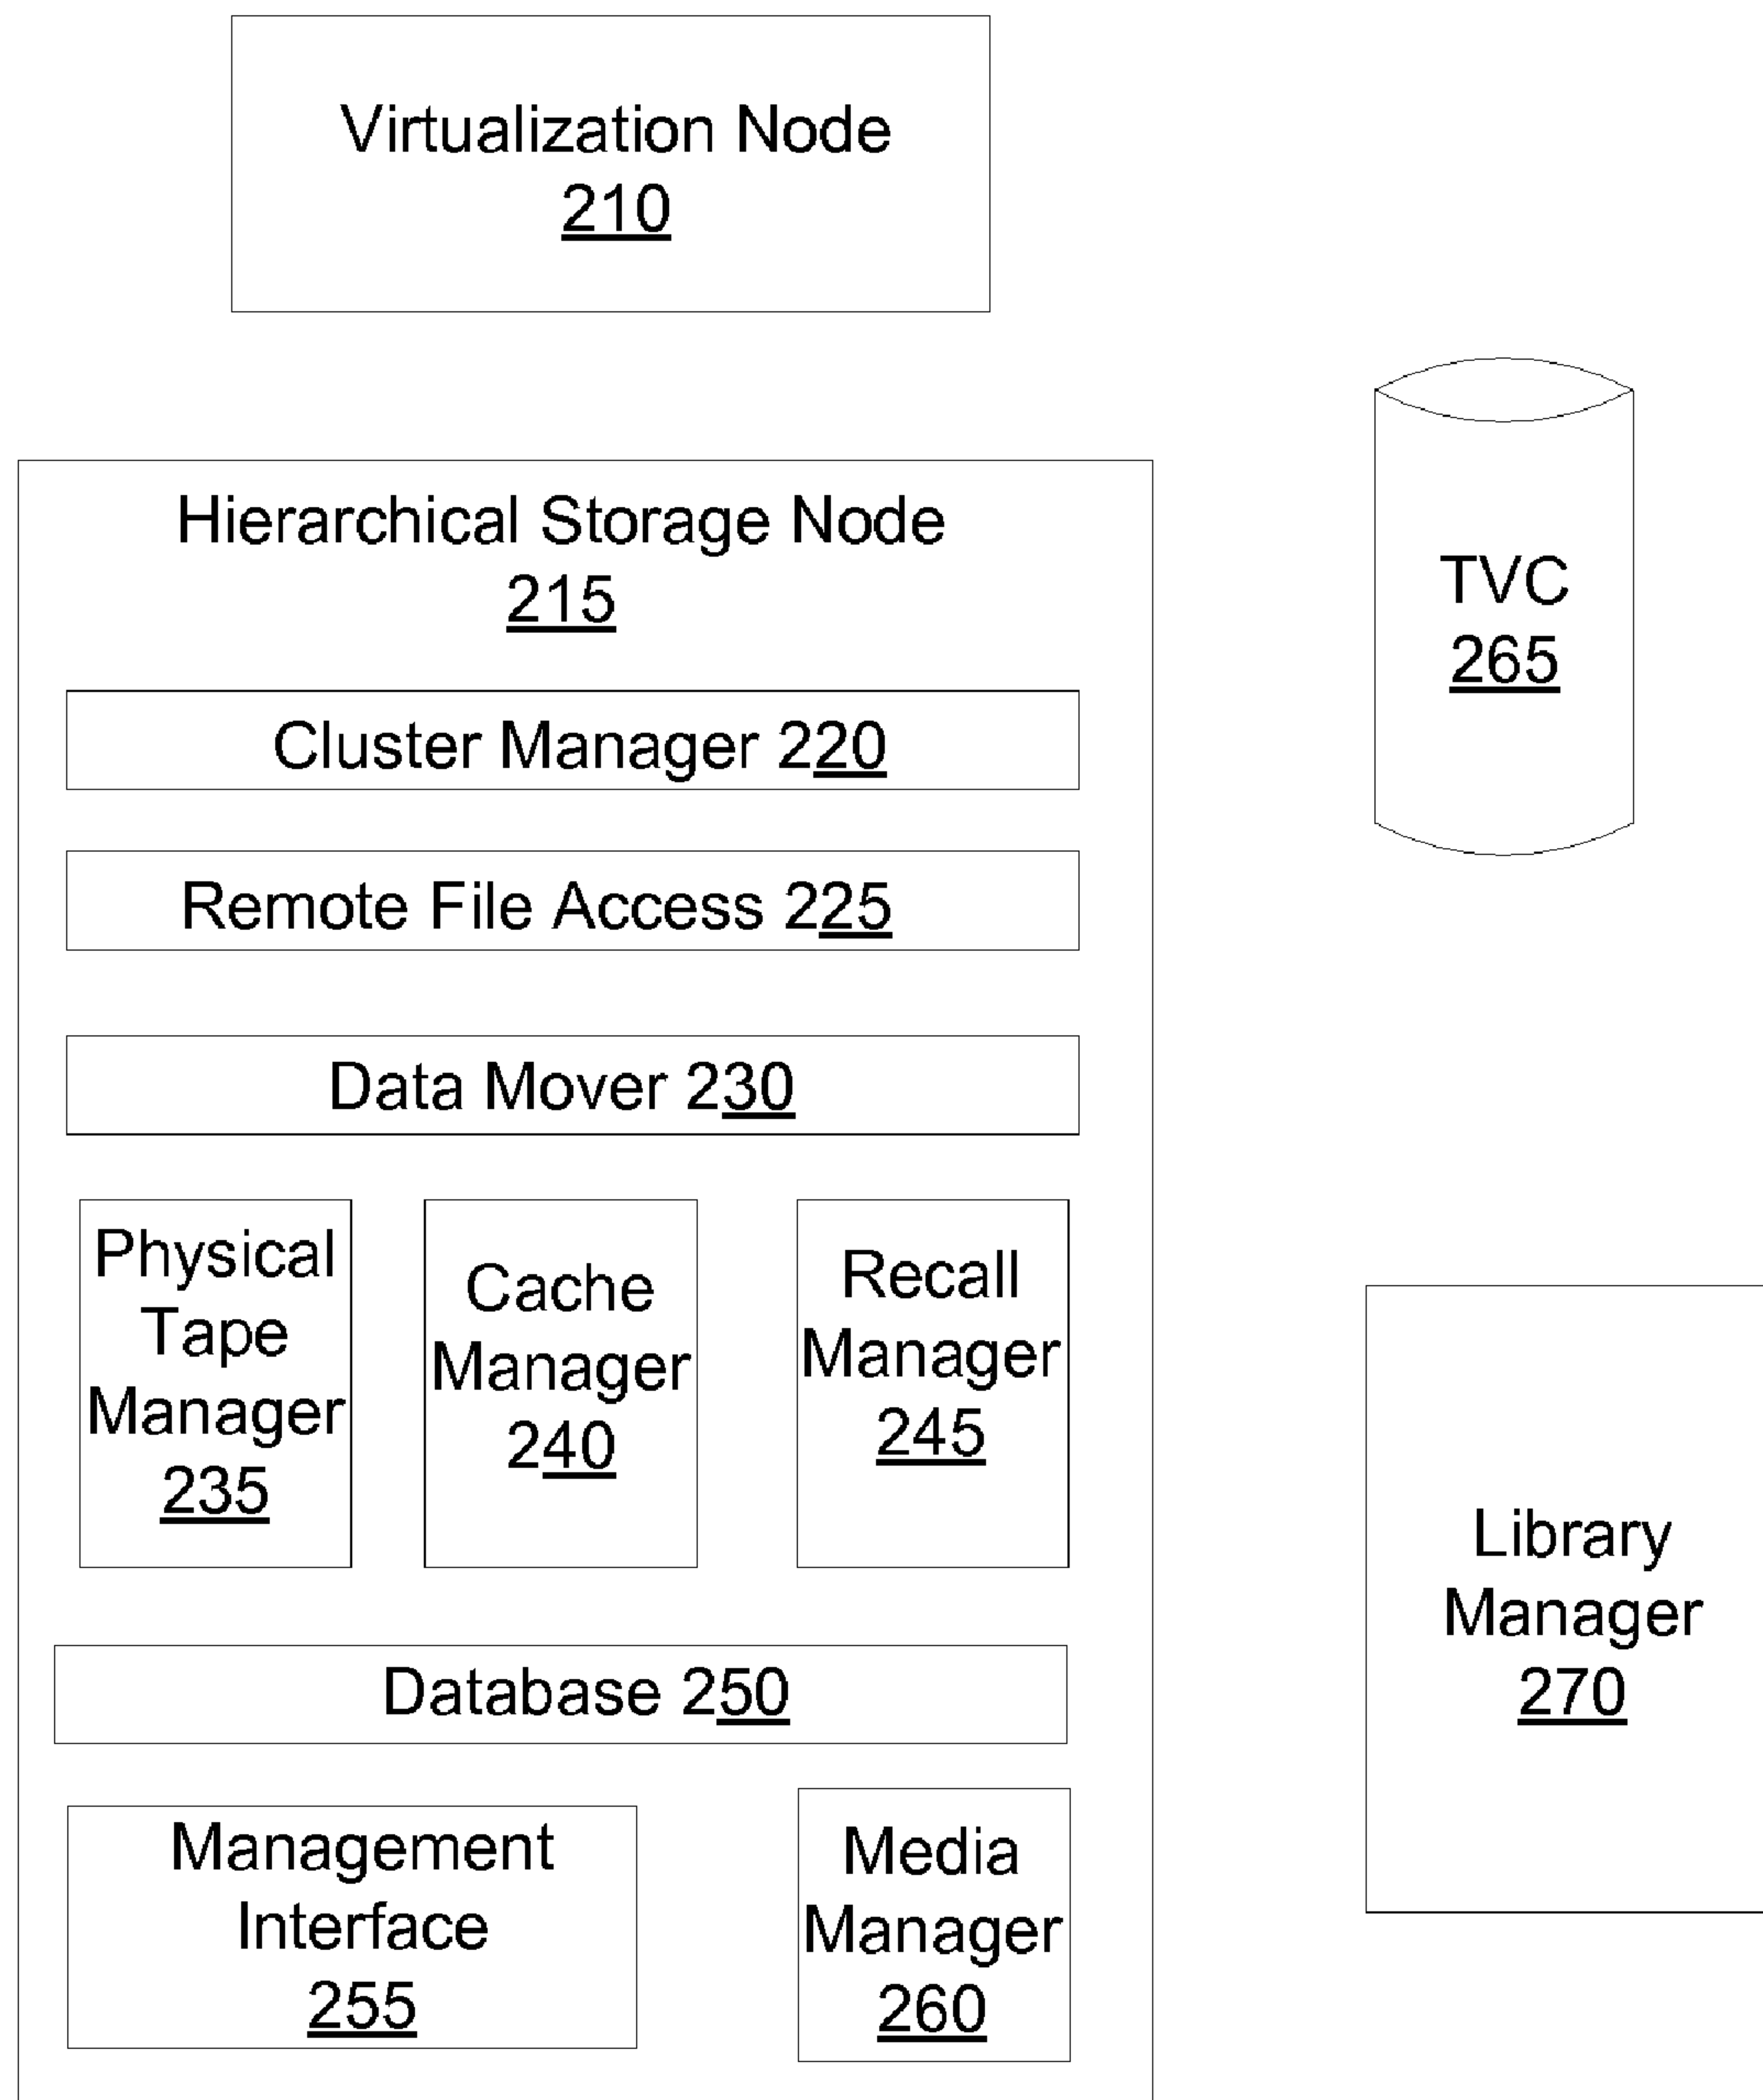 Virtualization Node
210
Hierarchical Storage Node
215
TVC
265
Cluster Manager 220
Remote File Access 225
Data Mover 230
Physical
Tape
Manager
235
Cache
Manager
240
Recall
Manager
245
Library
Manager
270
Database 250
Management
Interface
255
Media
Manager
260